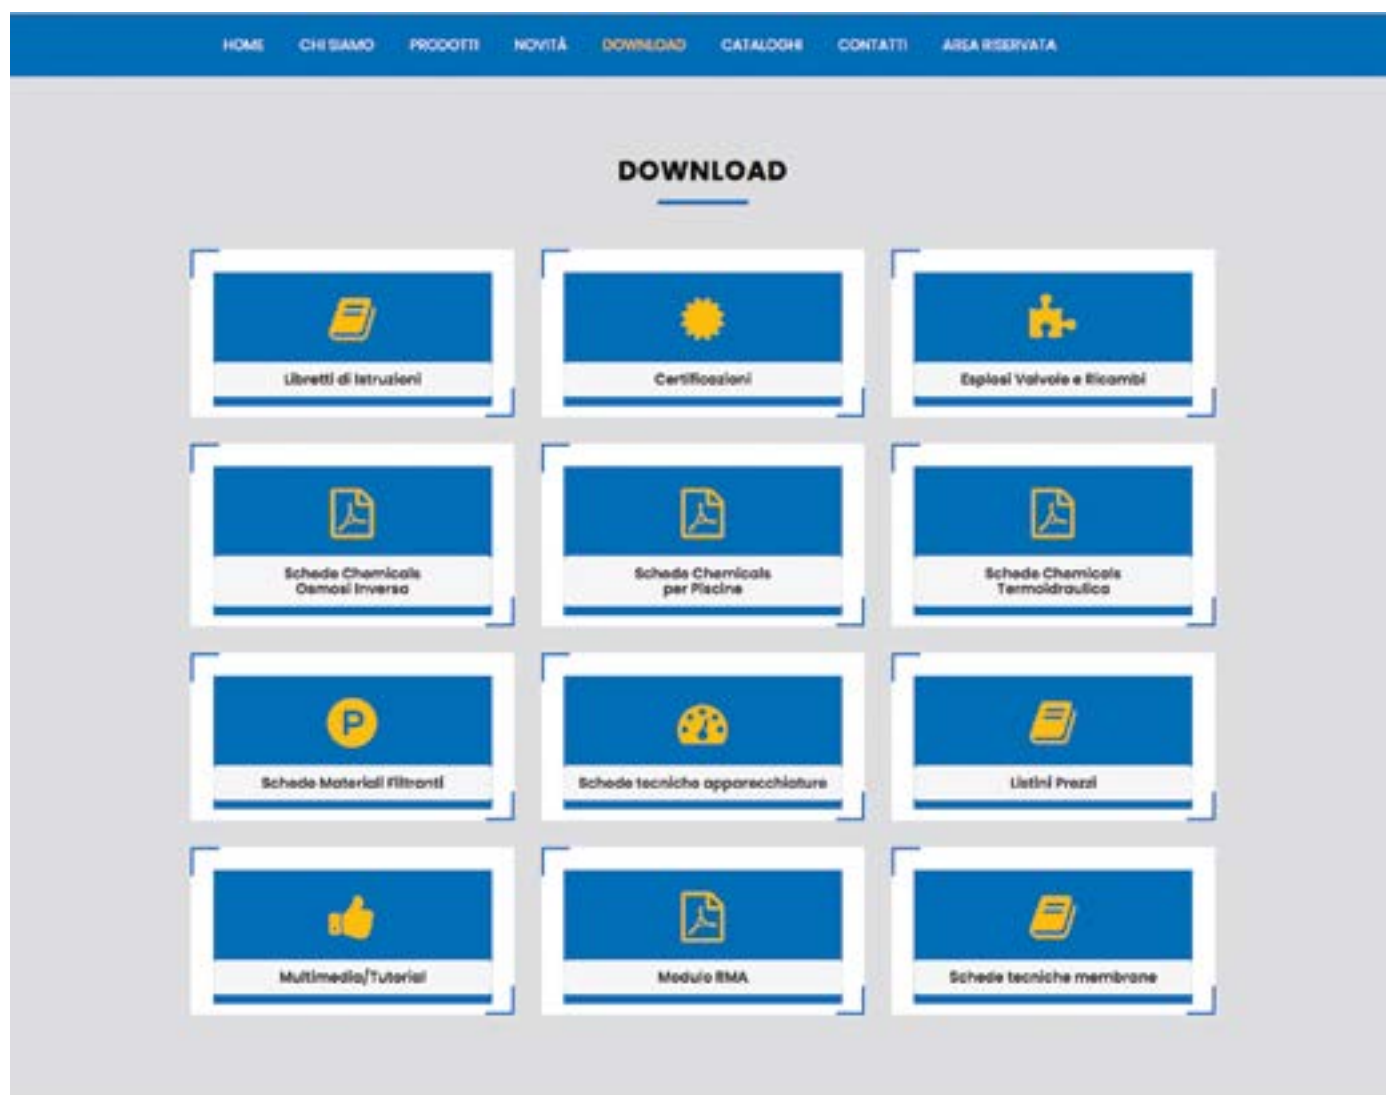 HOME CHI SIAMO PRODOTTI NOVITÀ DOWNLOAD CATALOGHI CONTATTI AREA RISERVATA
DOWNLOAD
Libretti di Istruzioni
Certificazioni
Esplosi Valvole e Ricambi
Schede Chemicals
Osmosi Inversa
Schede Chemicals
per Piscine
Schede Chemicals
Termoidraulica
P
Schede Materiali Filtranti
Schede tecniche apparecchiature
Listini Prezzi
Multimedia/Tutorial
Modulo RMA
Schede tecniche membrane